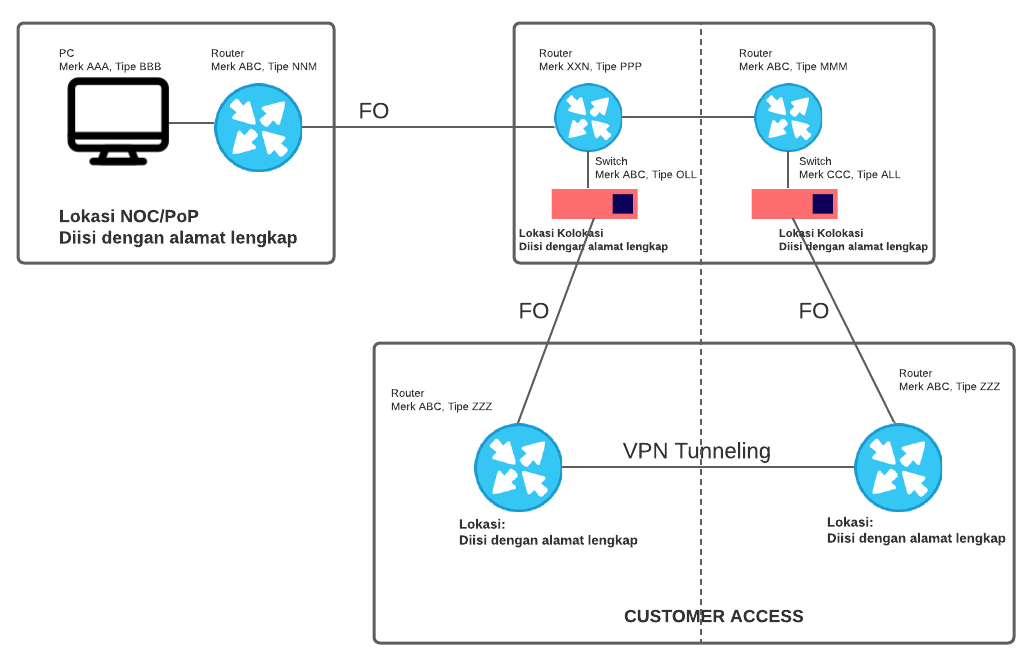 PC
Merk AAA, Tipe BBB
Router
Merk ABC, Tipe NNM
Lokasi NOC/PoP
Diisi dengan alamat lengkap
FO
Router
Merk XXN, Tipe PPP
Switch
Merk ABC, Tipe OLL
Lokasi Kolokasi
Diisi dengan alamat lengkap
Router
Merk ABC, Tipe MMM
Switch
Merk CCC, Tipe ALL
Lokasi Kolokasi
Diisi dengan alamat lengkap
FO
FO
Router
Merk ABC, Tipe ZZZ
Router
Merk ABC, Tipe ZZZ
VPN Tunneling
Lokasi:
Diisi dengan alamat lengkap
Lokasi:
Diisi dengan alamat lengkap
CUSTOMER ACCESS